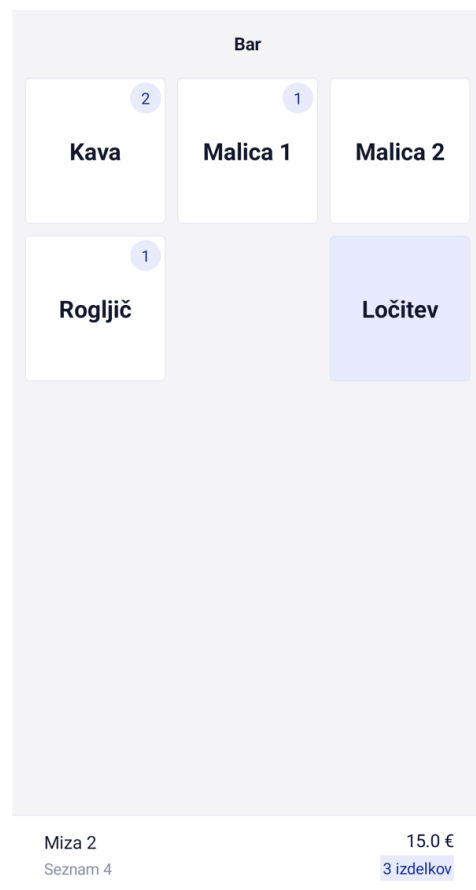 Bar
2
Kava
1
Malica 1
Malica 2
1
Rogljič
Ločitev
Miza 2
15.0 €
Seznam 4
3 izdelkov